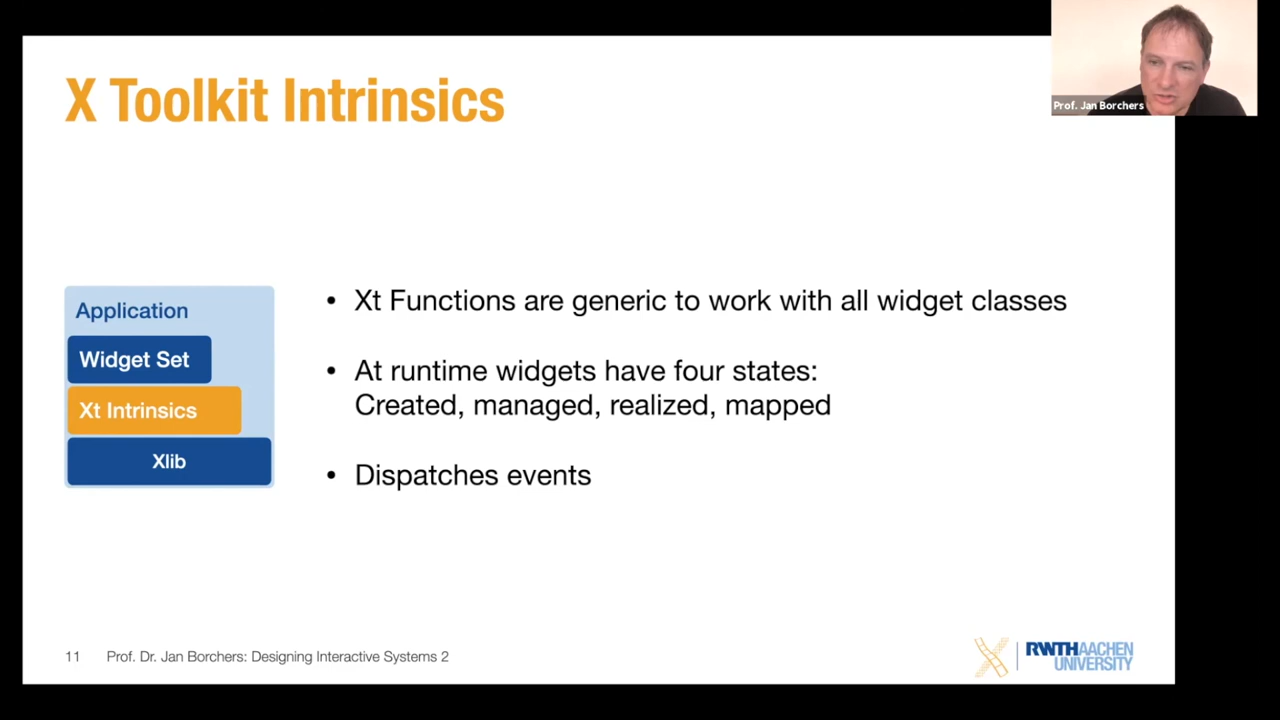 X Toolkit Intrinsics
Prof. Jan Borchers
Application
Widget Set
Xt Intrinsics
Xlib
• Xt Functions are generic to work with all widget classes
• At runtime widgets have four states:
Created, managed, realized, mapped
• Dispatches events
11 Prof. Dr. Jan Borchers: Designing Interactive Systems 2
RWTHAACHEN
UNIVERSITY